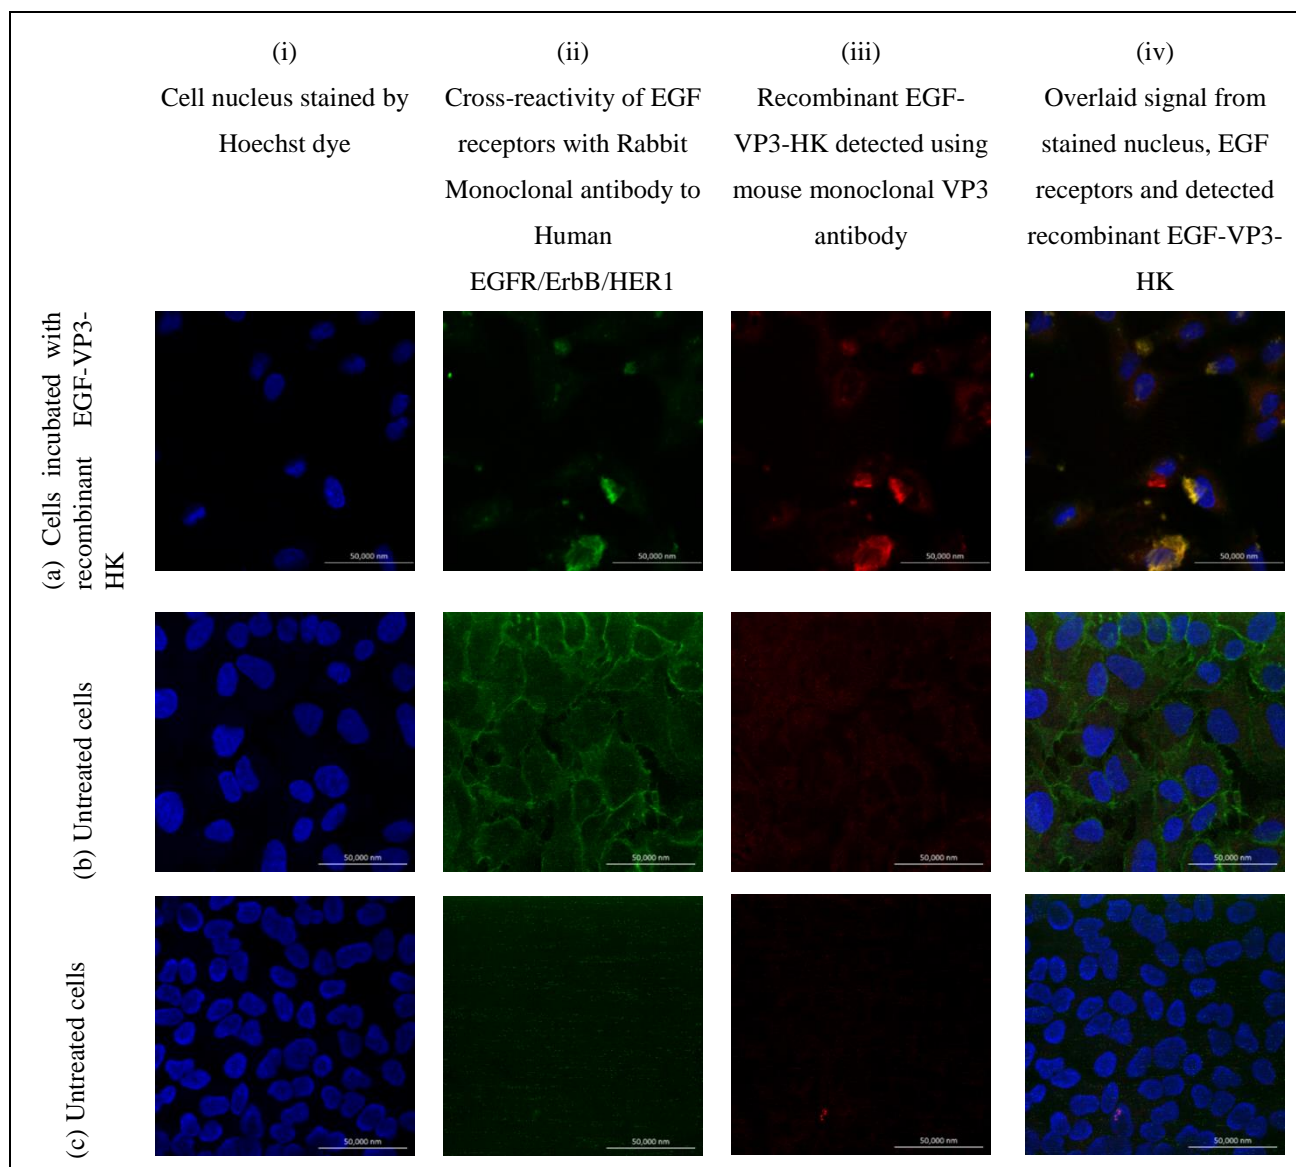 (i)
Cell nucleus stained by
Hoechst dye
(ii)
Cross-reactivity of EGF
receptors with Rabbit
Monoclonal antibody to
Human
EGFR/ErbB/HER1
(iii)
Recombinant EGF-
VP3-HK detected using
mouse monoclonal VP3
antibody
(iv)
Overlaid signal from
stained nucleus, EGF
receptors and detected
recombinant EGF-VP3-
HK
(a) Cells incubated with
recombinant EGF-VP3-
HK
50,000 nm
50,000 nm
50,000 nm
50,000 nm
(b) Untreated cells
50,000 nm
50,000 nm
50,000 nm
50,000 nm
(c) Untreated cells
50,000 nm
50,000 nm
50,000 nm
50,000 nm